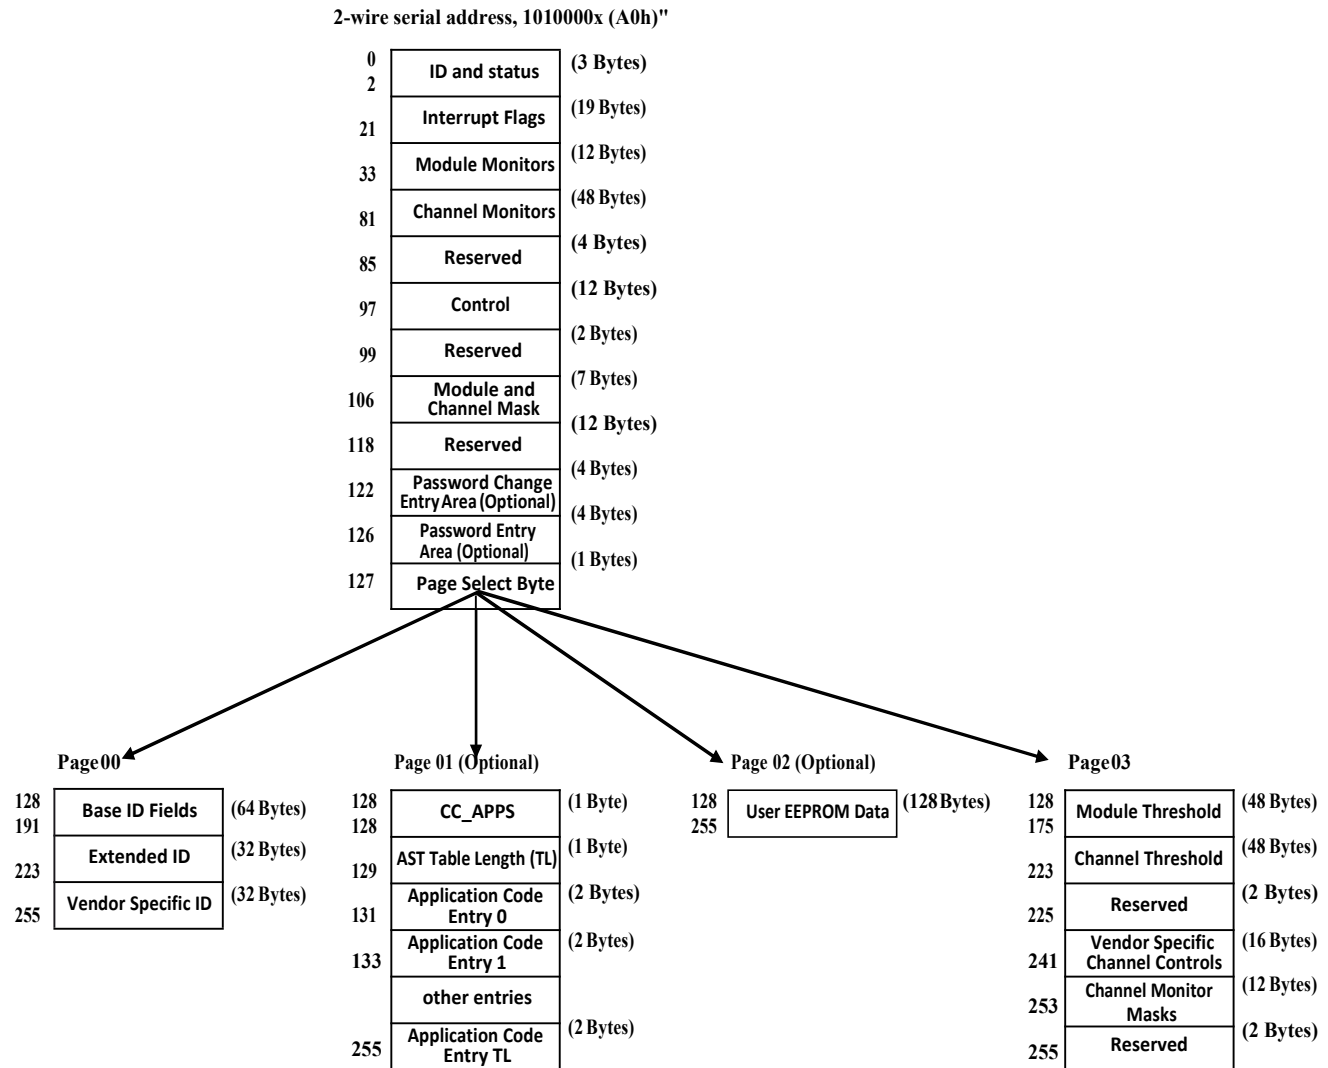 2-wire serial address, 1010000x (A0h)"
0
2
ID and status
(3 Bytes)
21
Interrupt Flags
(19 Bytes)
33
Module Monitors
(12 Bytes)
81
Channel Monitors
(48 Bytes)
85
Reserved
(4 Bytes)
97
Control
(12 Bytes)
99
Reserved
(2 Bytes)
106
Module and
Channel Mask
(7 Bytes)
118
Reserved
(12 Bytes)
122
Password Change
Entry Area (Optional)
(4 Bytes)
126
Password Entry
Area (Optional)
(4 Bytes)
127
Page Select Byte
(1 Bytes)
Page 00
128
191
Base ID Fields
(64 Bytes)
223
Extended ID
(32 Bytes)
255
Vendor Specific ID
(32 Bytes)
Page 01 (Optional)
128
128
CC_APPS
(1 Byte)
129
AST Table Length (TL)
(1 Byte)
131
Application Code
Entry 0
(2 Bytes)
133
Application Code
Entry 1
(2 Bytes)
other entries
255
Application Code
Entry TL
(2 Bytes)
Page 02 (Optional)
128
255
User EEPROM Data
(128 Bytes)
Page 03
128
175
Module Threshold
(48 Bytes)
223
Channel Threshold
(48 Bytes)
225
Reserved
(2 Bytes)
241
Vendor Specific
Channel Controls
(16 Bytes)
253
Channel Monitor
Masks
(12 Bytes)
255
Reserved
(2 Bytes)